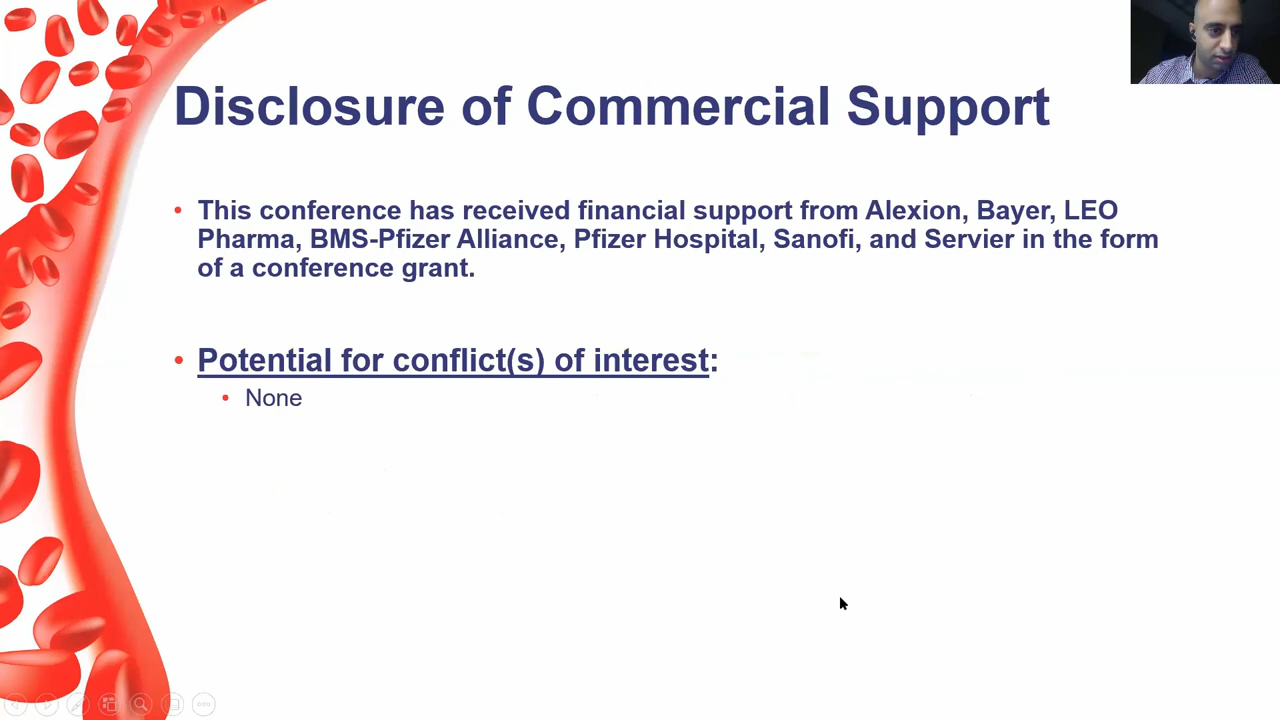 Disclosure of Commercial Support
• This conference has received financial support from Alexion, Bayer, LEO
Pharma, BMS-Pfizer Alliance, Pfizer Hospital, Sanofi, and Servier in the form
of a conference grant.
• Potential for conflict(s) of interest:
• None